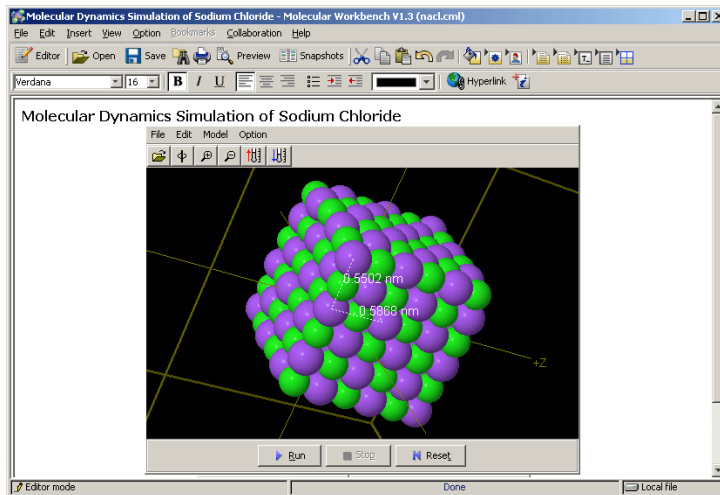 Molecular Dynamics Simulation of Sodium Chloride - Molecular Workbench V1.3 (nacl.cml)
File Edit Insert View Option Bookmarks Collaboration Help
Editor Open Save Preview Snapshots
Verdana 16 B I U Hyperlink
Molecular Dynamics Simulation of Sodium Chloride
File Edit Model Option
0.5502 nm
0.5868 nm
+Z
Run Stop Reset
Editor mode Done Local file